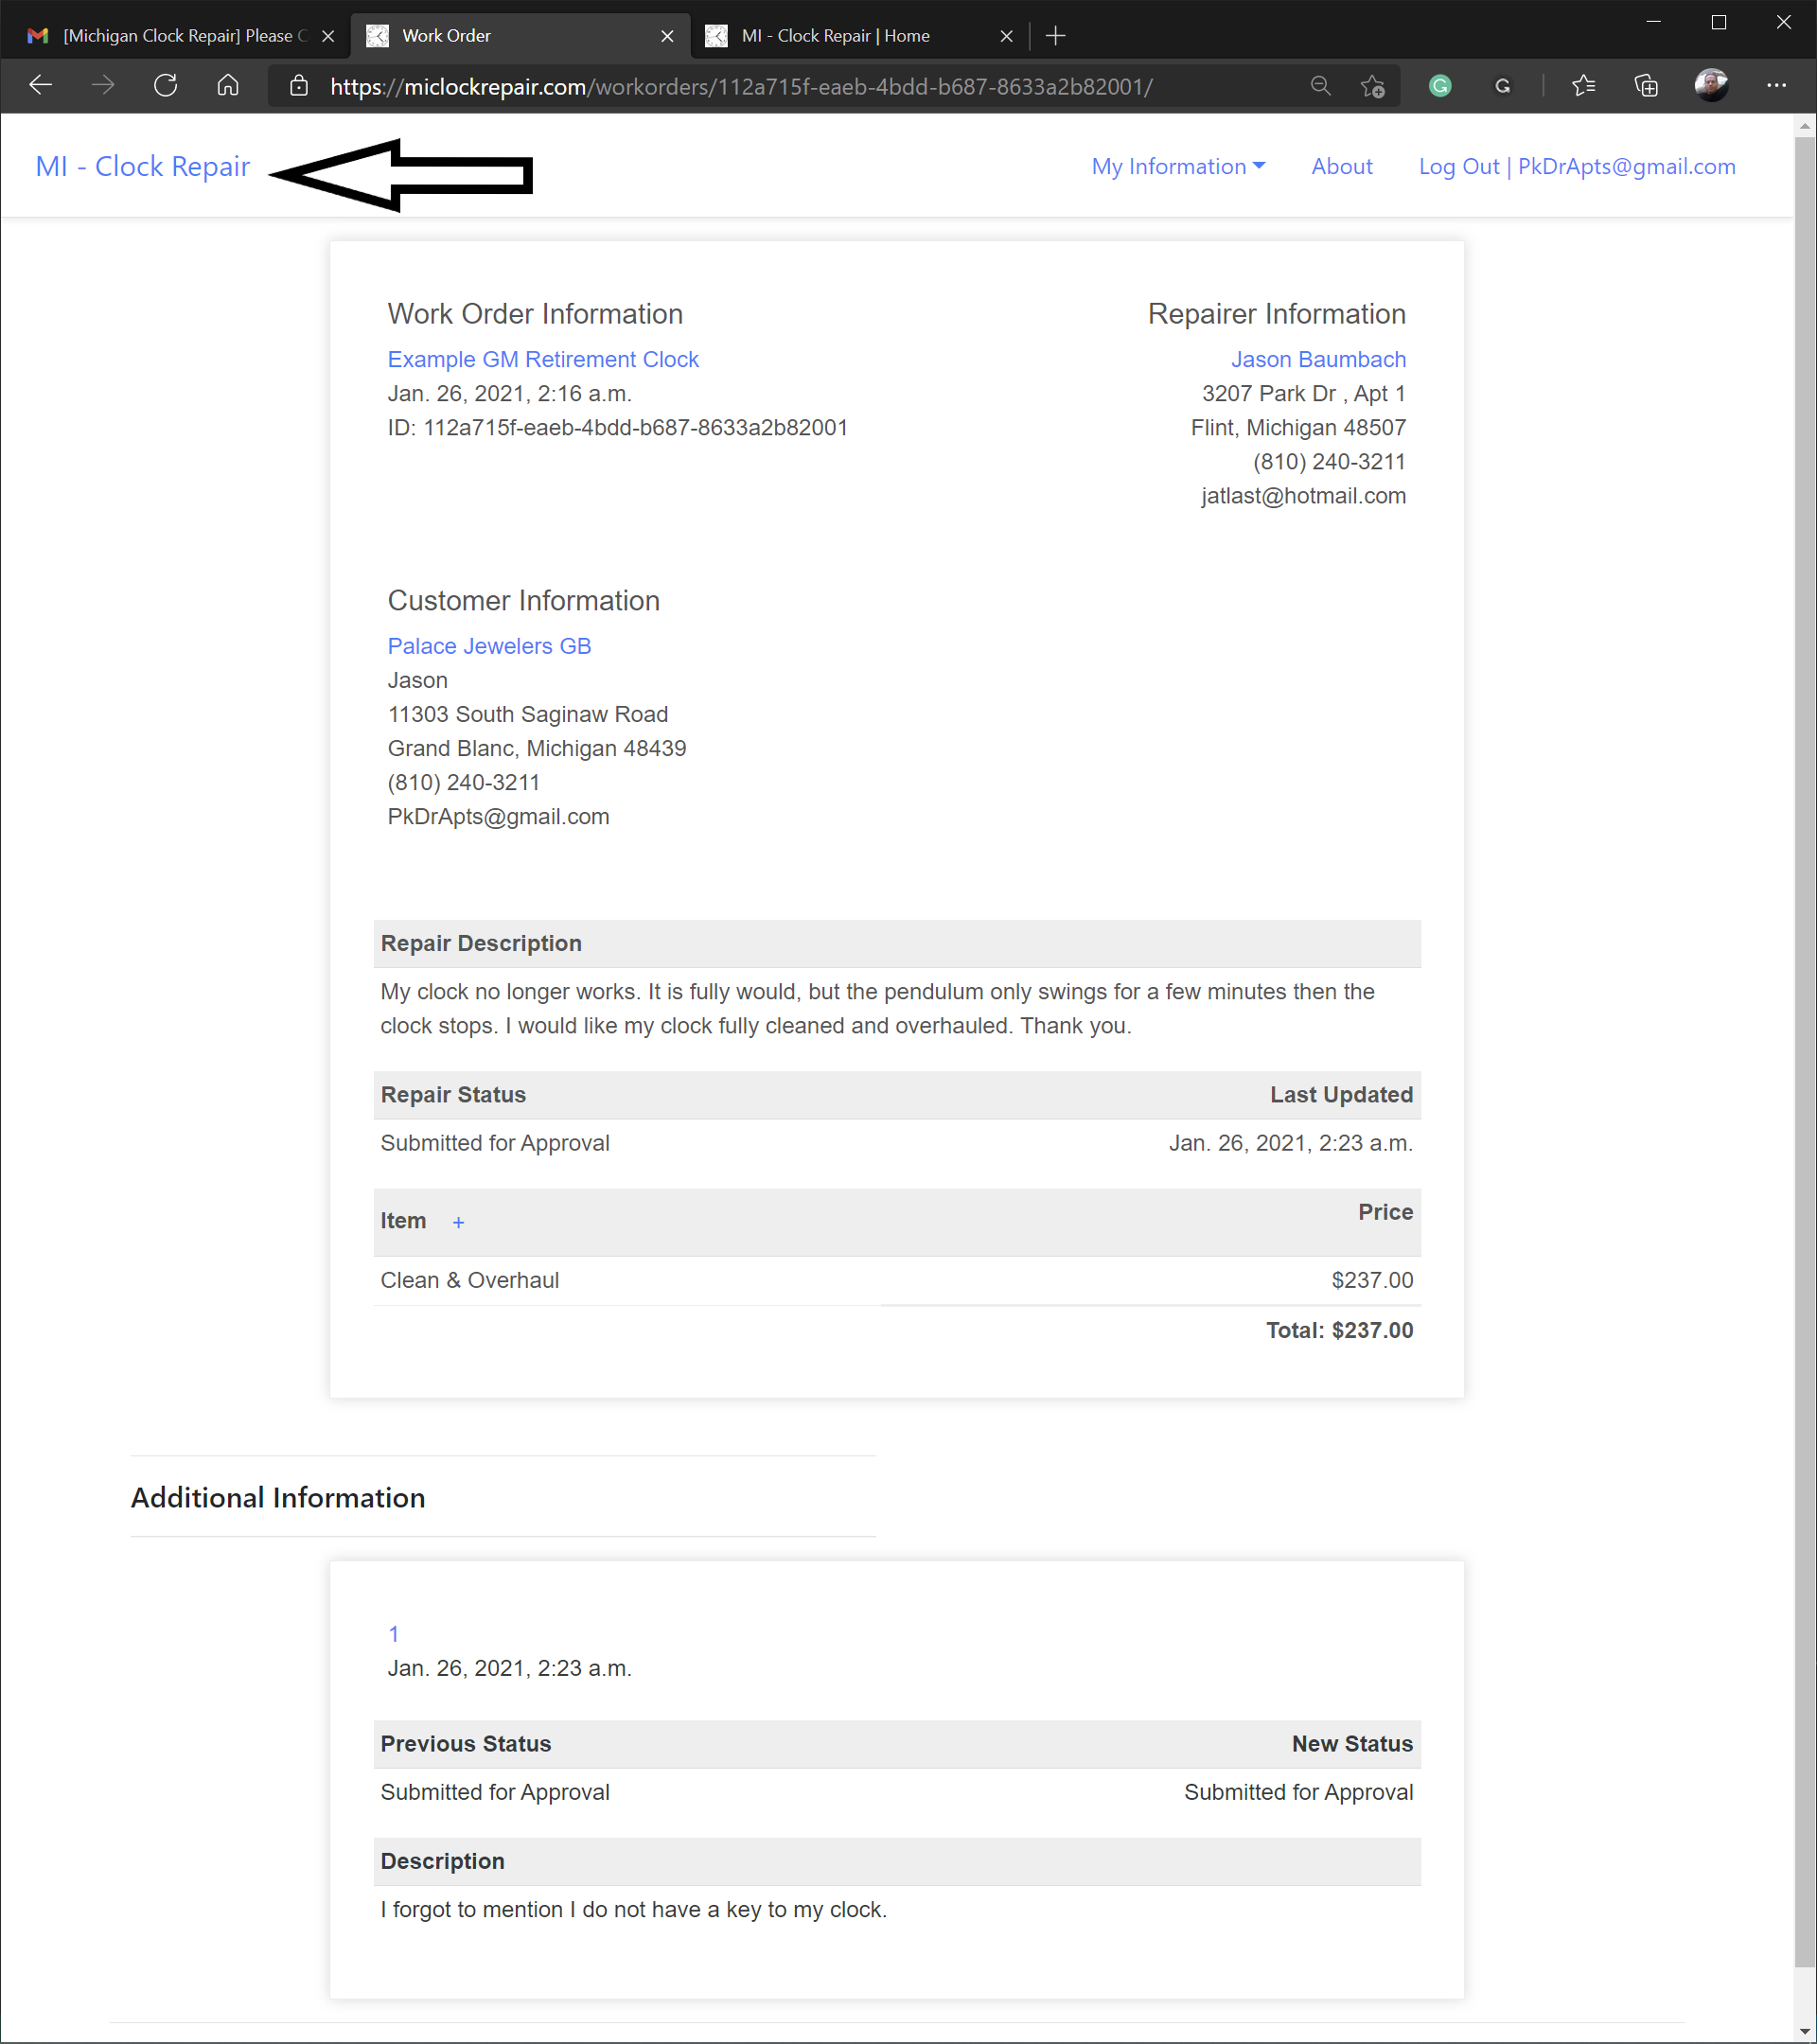 [Michigan Clock Repair] Please C
Work Order
MI - Clock Repair | Home
https://miclockrepair.com/workorders/112a715f-eaeb-4bdd-b687-8633a2b82001/
MI - Clock Repair
My Information
About
Log Out | PkDrApts@gmail.com
Work Order Information
Example GM Retirement Clock
Jan. 26, 2021, 2:16 a.m.
ID: 112a715f-eaeb-4bdd-b687-8633a2b82001
Repairer Information
Jason Baumbach
3207 Park Dr , Apt 1
Flint, Michigan 48507
(810) 240-3211
jatlast@hotmail.com
Customer Information
Palace Jewelers GB
Jason
11303 South Saginaw Road
Grand Blanc, Michigan 48439
(810) 240-3211
PkDrApts@gmail.com
Repair Description
My clock no longer works. It is fully would, but the pendulum only swings for a few minutes then the
clock stops. I would like my clock fully cleaned and overhauled. Thank you.
Repair Status Last Updated
Submitted for Approval Jan. 26, 2021, 2:23 a.m.
Item + Price
Clean & Overhaul $237.00
Total: $237.00
Additional Information
1
Jan. 26, 2021, 2:23 a.m.
Previous Status New Status
Submitted for Approval Submitted for Approval
Description
I forgot to mention I do not have a key to my clock.